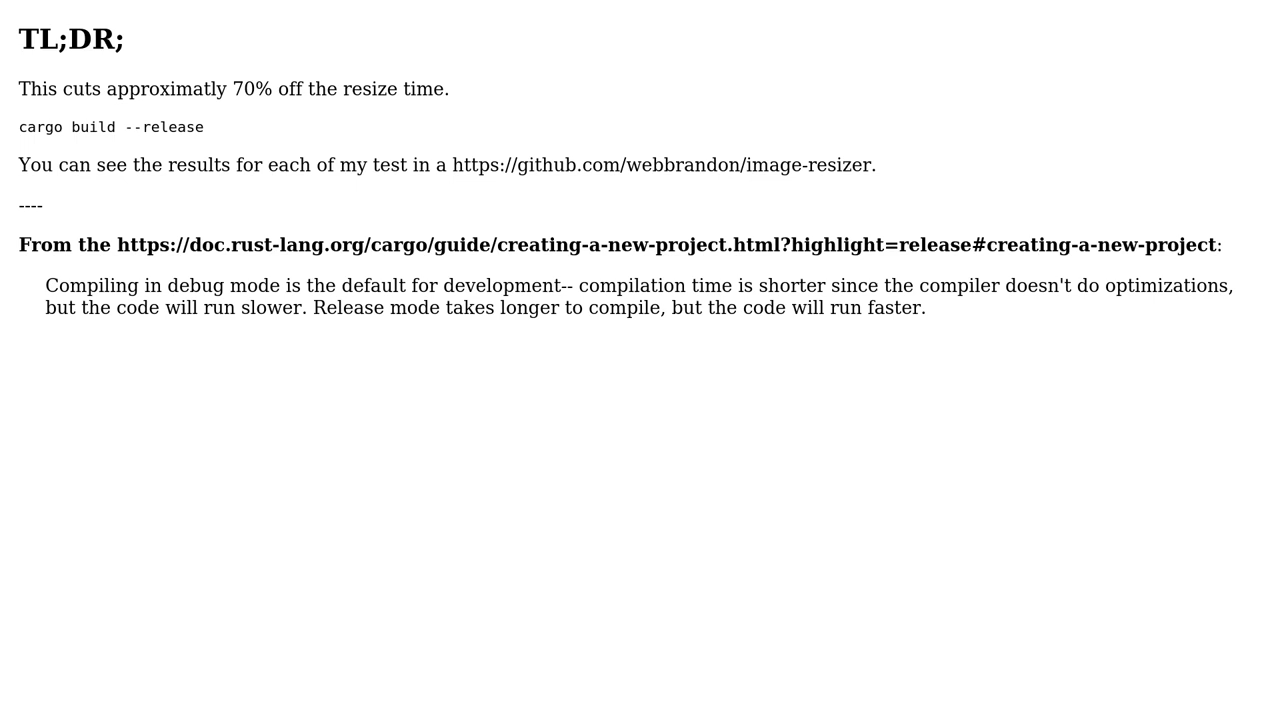 TL;DR;
This cuts approximatly 70% off the resize time.
cargo build --release
You can see the results for each of my test in a https://github.com/webbrandon/image-resizer.
----
From the https://doc.rust-lang.org/cargo/guide/creating-a-new-project.html?highlight=release#creating-a-new-project:
Compiling in debug mode is the default for development-- compilation time is shorter since the compiler doesn't do optimizations,
but the code will run slower. Release mode takes longer to compile, but the code will run faster.